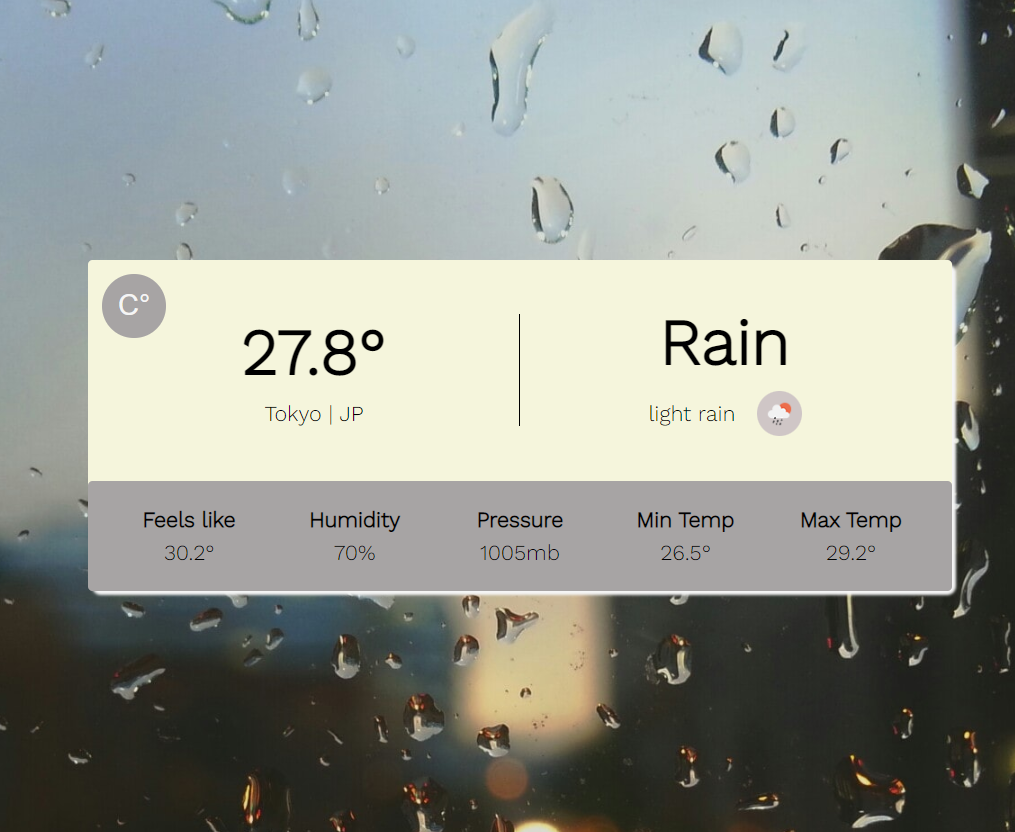 C°
27.8°
Tokyo | JP
Rain
light rain
Feels like
30.2°
Humidity
70%
Pressure
1005mb
Min Temp
26.5°
Max Temp
29.2°